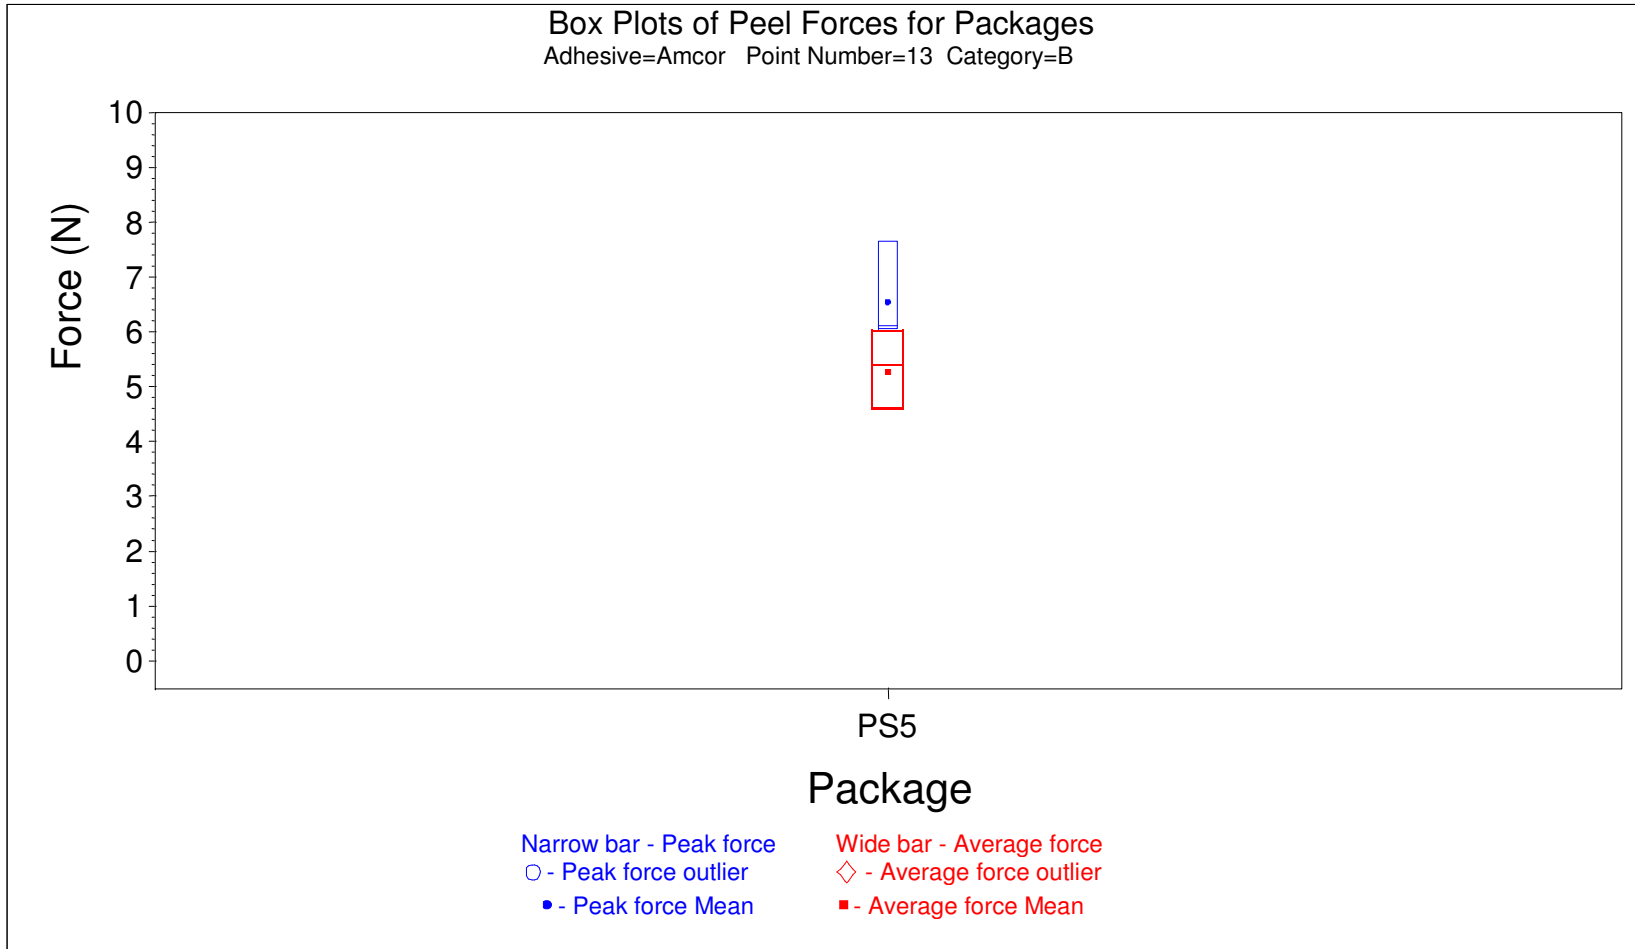 Box Plots of Peel Forces for Packages
Adhesive=Amcor Point Number=13 Category=B
10
9
8
7
6
5
4
3
2
1
0
Force (N)
PS5
Package
Narrow bar - Peak force Wide bar - Average force
- Peak force outlier - Average force outlier
- Peak force Mean - Average force Mean